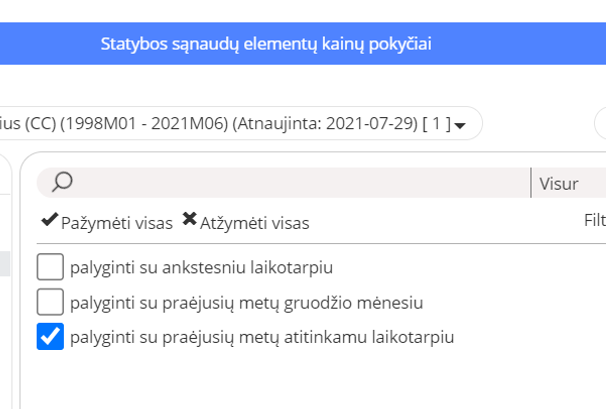 Statybos sąnaudų elementų kainų pokyčiai
ius (CC) (1998M01 - 2021M06) (Atnaujinta: 2021-07-29) [ 1 ]
Visur
Pažymėti visas Atžymėti visas Filt
palyginti su ankstesniu laikotarpiu
palyginti su praėjusių metų gruodžio mėnesiu
palyginti su praėjusių metų atitinkamu laikotarpiu